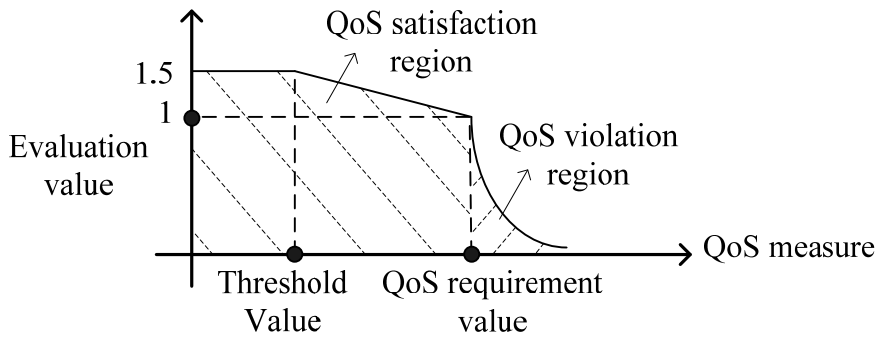 QoS satisfaction
region
1.5
1
QoS violation
region
Evaluation
value
QoS measure
Threshold
Value
QoS requirement
value